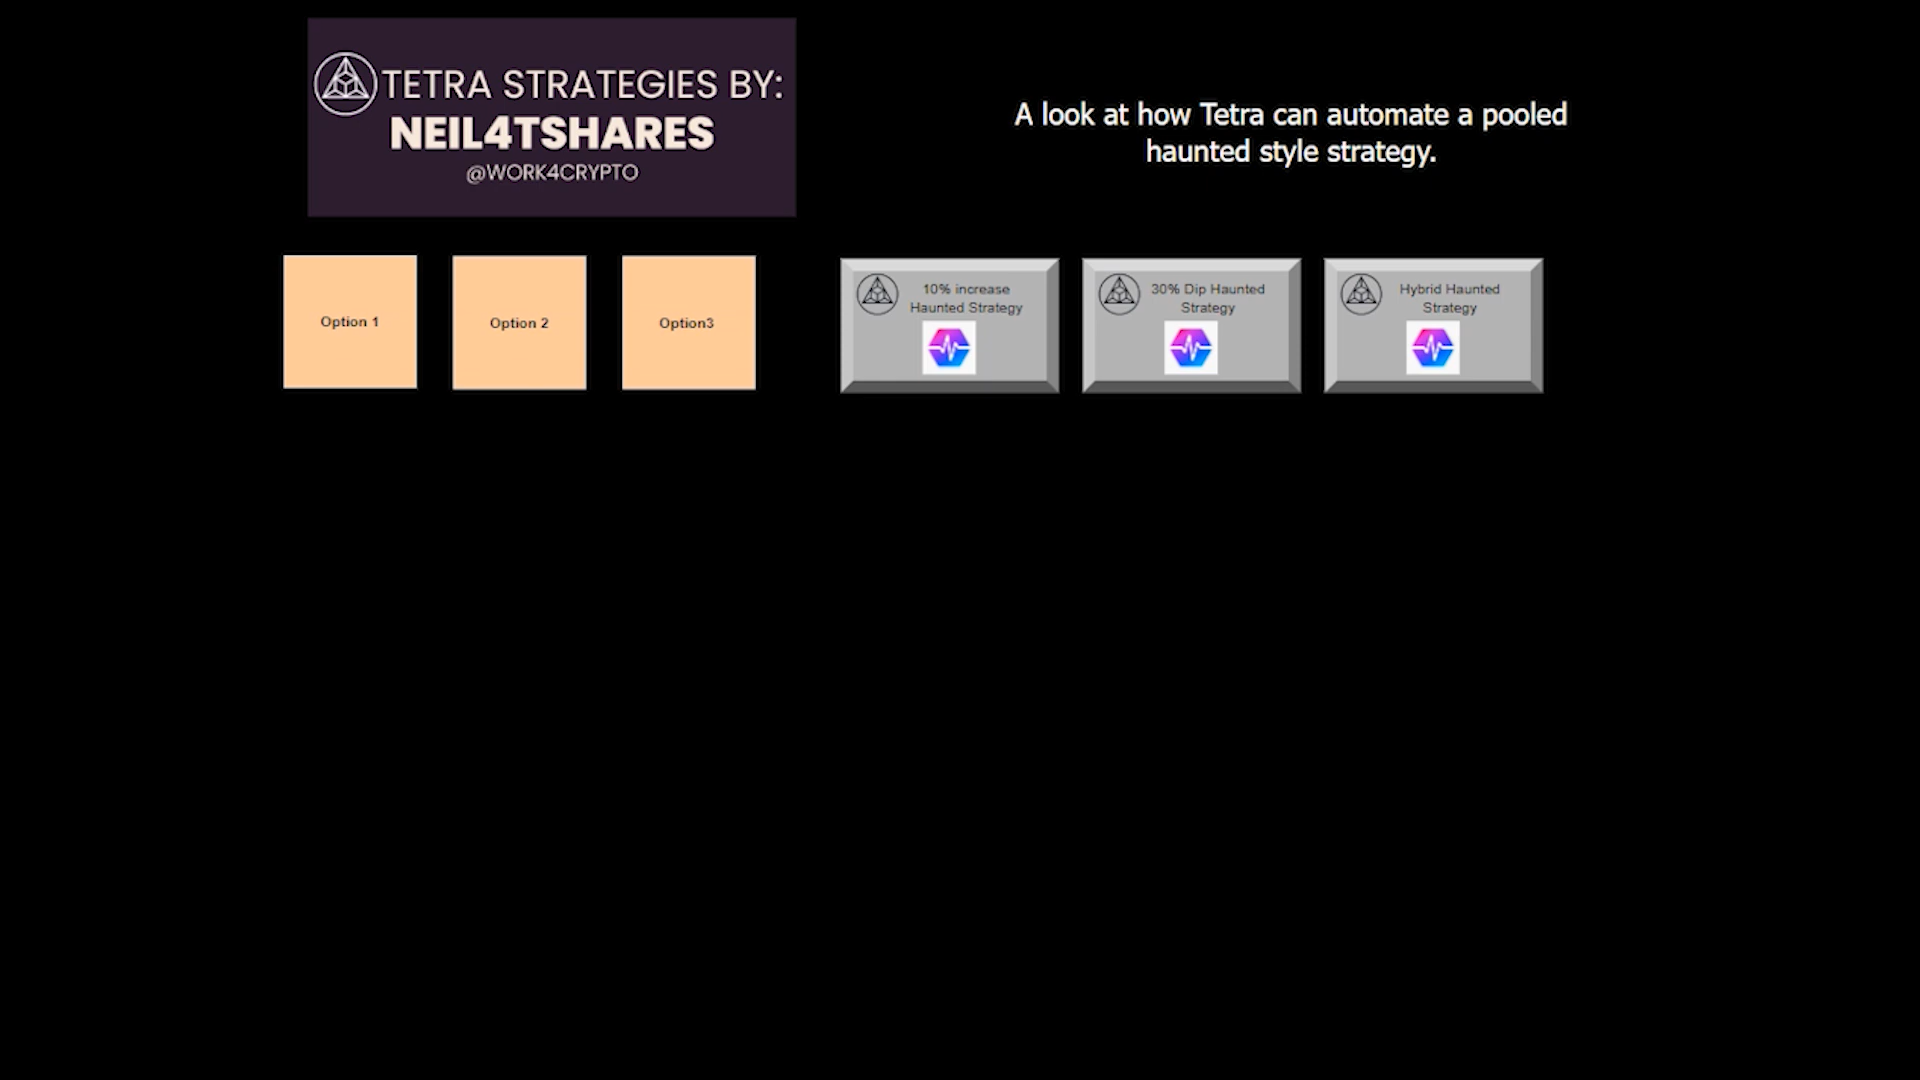 TETRA STRATEGIES BY:
NEIL4TSHARES
@WORK4CRYPTO
A look at how Tetra can automate a pooled
haunted style strategy.
Option 1
Option 2
Option3
10% increase
Haunted Strategy
30% Dip Haunted
Strategy
Hybrid Haunted
Strategy